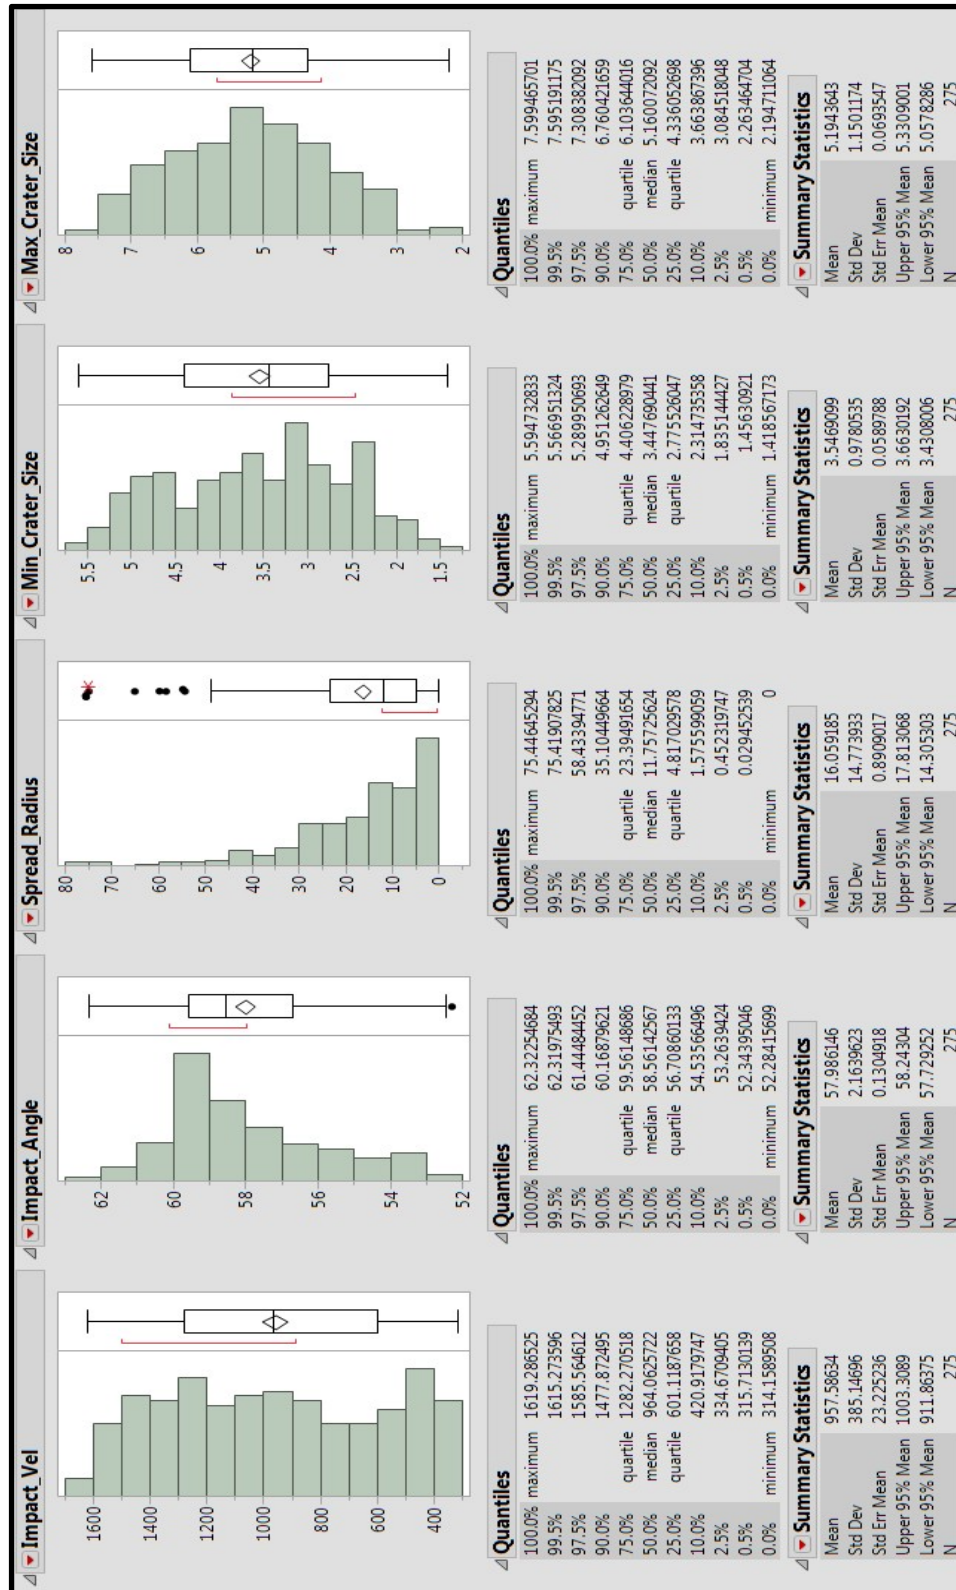 Impact_Vel
1600
1400
1200
1000
800
600
400
Quantiles
100.0% maximum 1619.286525
99.5% 1615.273596
97.5% 1585.564612
90.0% 1477.872495
75.0% quartile 1282.270518
50.0% median 964.0625722
25.0% quartile 601.1187658
10.0% 420.9179747
2.5% 334.6709405
0.5% 315.7130139
0.0% minimum 314.1589508
Summary Statistics
Mean 957.58634
Std Dev 385.14696
Std Err Mean 23.225236
Upper 95% Mean 1003.3089
Lower 95% Mean 911.86375
N 275
Impact_Angle
62
60
58
56
54
52
Quantiles
100.0% maximum 62.32254684
99.5% 62.31975493
97.5% 61.44484452
90.0% 60.16879621
75.0% quartile 59.56148686
50.0% median 58.56142567
25.0% quartile 56.70860133
10.0% 54.53566496
2.5% 53.2639424
0.5% 52.34395046
0.0% minimum 52.28415699
Summary Statistics
Mean 57.986146
Std Dev 2.1639623
Std Err Mean 0.1304918
Upper 95% Mean 58.24304
Lower 95% Mean 57.729252
N 275
Spread_Radius
80
70
60
50
40
30
20
10
0
Quantiles
100.0% maximum 75.44645294
99.5% 75.41907825
97.5% 58.43394771
90.0% 35.10449664
75.0% quartile 23.39491654
50.0% median 11.75725624
25.0% quartile 4.817029578
10.0% 1.575599059
2.5% 0.452319747
0.5% 0.029452539
0.0% minimum 0
Summary Statistics
Mean 16.059185
Std Dev 14.773933
Std Err Mean 0.8909017
Upper 95% Mean 17.813068
Lower 95% Mean 14.305303
N 275
Min_Crater_Size
5.5
5
4.5
4
3.5
3
2.5
2
1.5
Quantiles
100.0% maximum 5.594732833
99.5% 5.566951324
97.5% 5.289950693
90.0% 4.951262649
75.0% quartile 4.406228979
50.0% median 3.447690441
25.0% quartile 2.775526047
10.0% 2.314735358
2.5% 1.835144427
0.5% 1.45630921
0.0% minimum 1.418567173
Summary Statistics
Mean 3.5469099
Std Dev 0.9780535
Std Err Mean 0.0589788
Upper 95% Mean 3.6630192
Lower 95% Mean 3.4308006
N 275
Max_Crater_Size
8
7
6
5
4
3
2
Quantiles
100.0% maximum 7.599465701
99.5% 7.595191175
97.5% 7.308382092
90.0% 6.760421659
75.0% quartile 6.103644016
50.0% median 5.160072092
25.0% quartile 4.336052698
10.0% 3.663867396
2.5% 3.084518048
0.5% 2.263464704
0.0% minimum 2.194711064
Summary Statistics
Mean 5.1943643
Std Dev 1.1501174
Std Err Mean 0.0693547
Upper 95% Mean 5.3309001
Lower 95% Mean 5.0578286
N 275